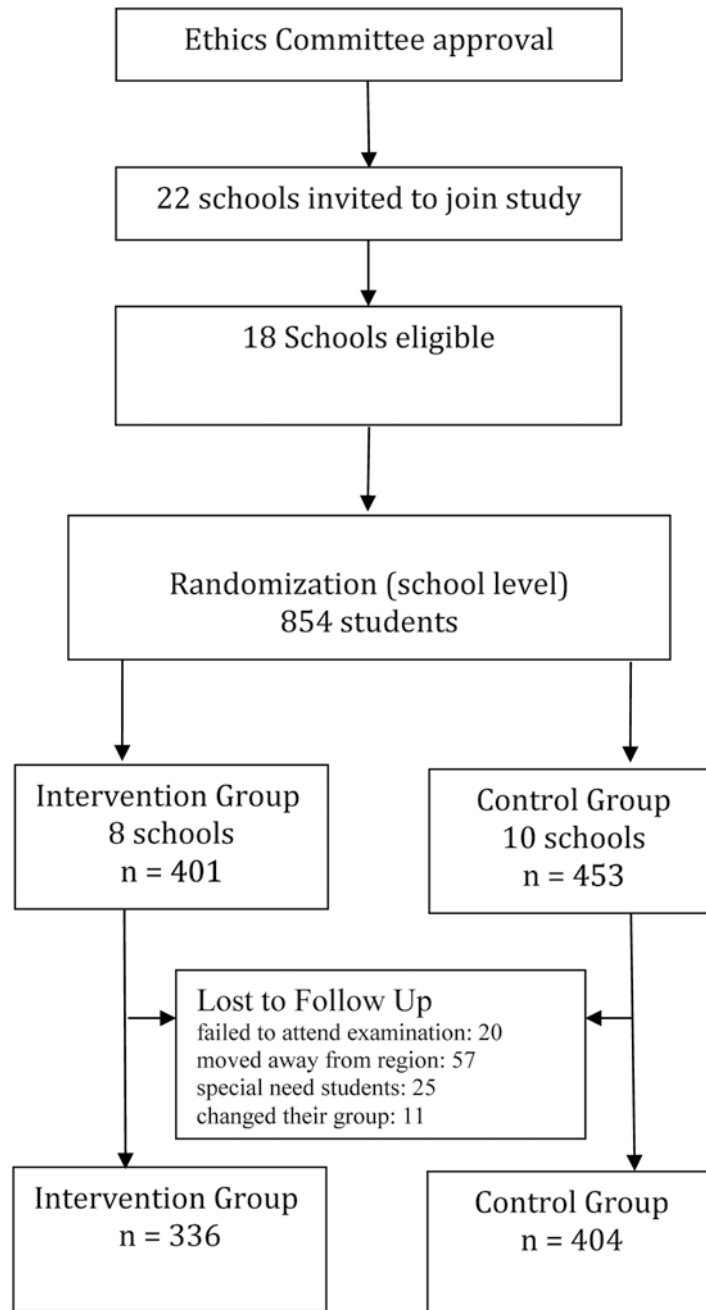 Ethics Committee approval
22 schools invited to join study
18 Schools eligible
Randomization (school level)
854 students
Intervention Group
8 schools
n = 401
Control Group
10 schools
n = 453
Lost to Follow Up
failed to attend examination: 20
moved away from region: 57
special need students: 25
changed their group: 11
Intervention Group
n = 336
Control Group
n = 404